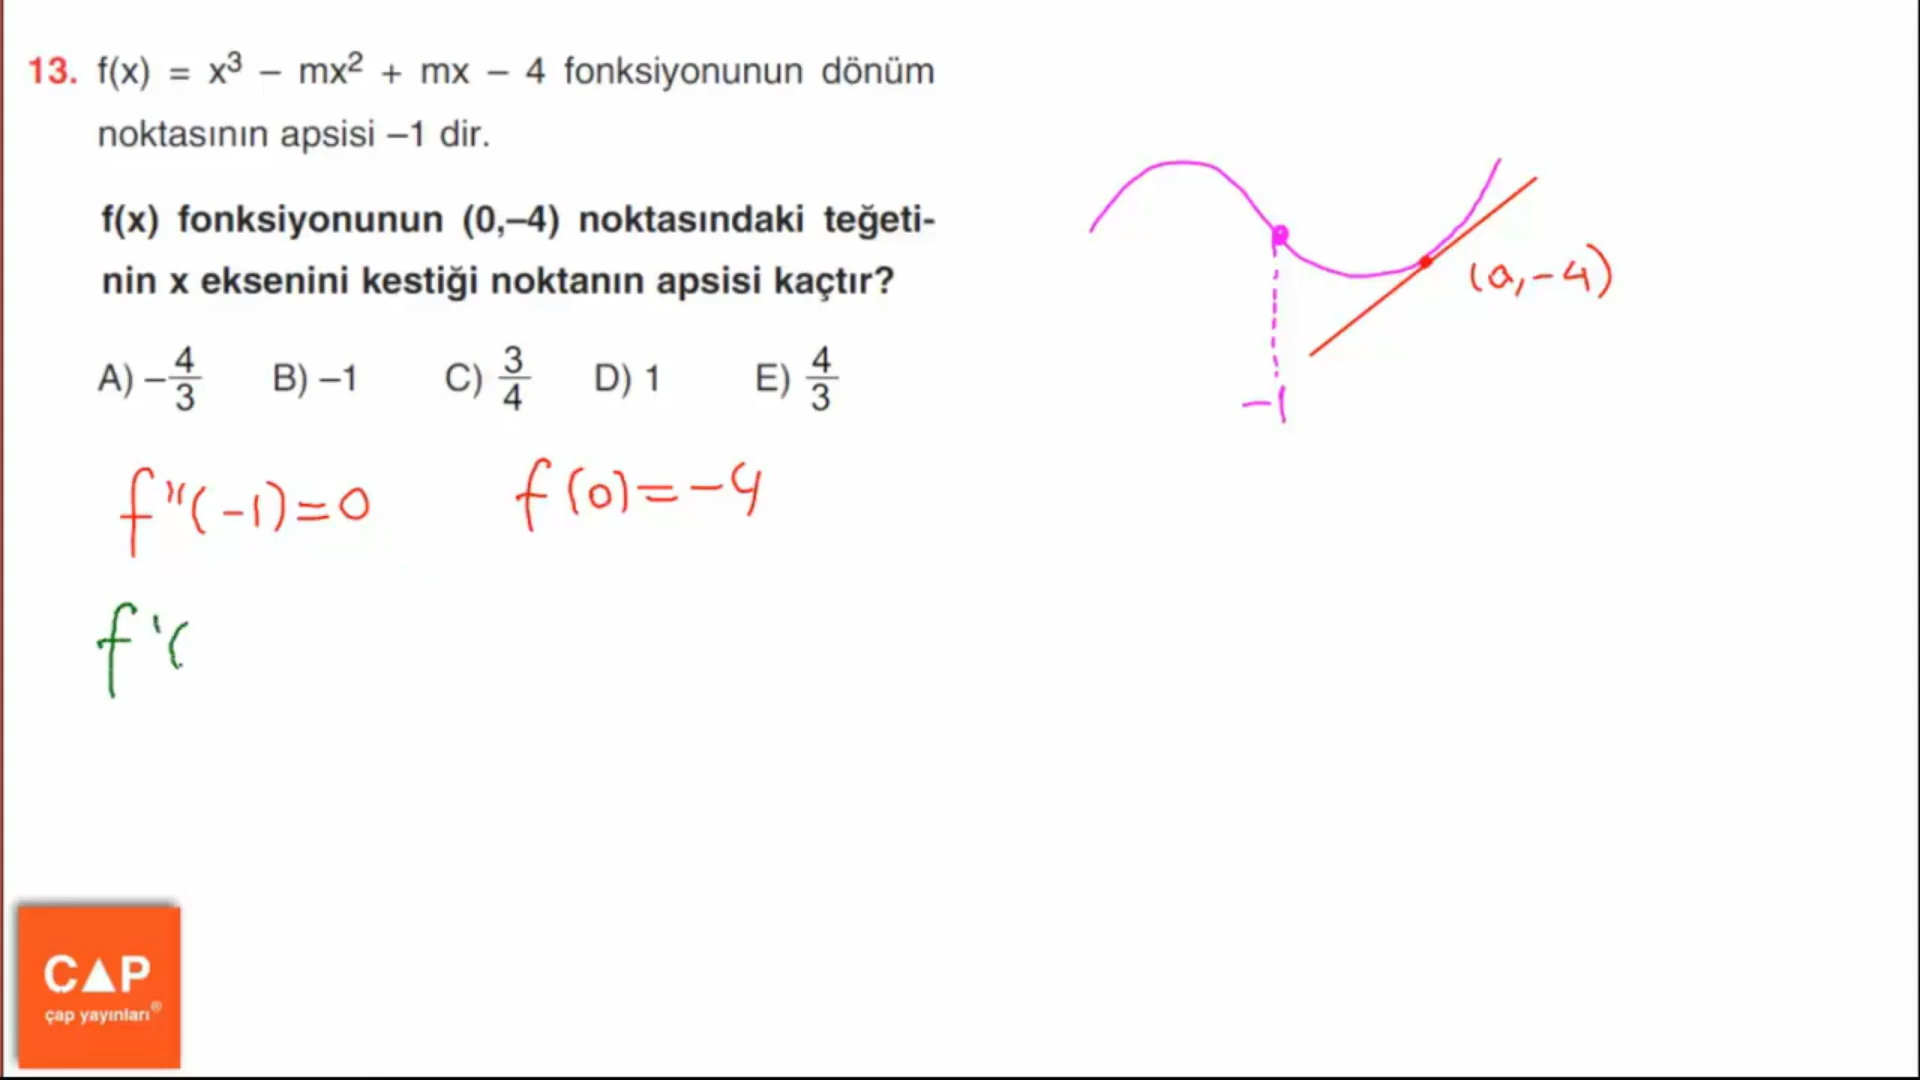 13. f(x) = x³ – mx² + mx – 4 fonksiyonunun dönüm
noktasının apsisi –1 dir.
f(x) fonksiyonunun (0,–4) noktasındaki teğeti-
nin x eksenini kestiği noktanın apsisi kaçtır?
A) –4/3 B) –1 C) 3/4 D) 1 E) 4/3
(0,-4)
-1
f''(-1)=0 f(0)=-4
f'(
ÇAP
çap yayınları®